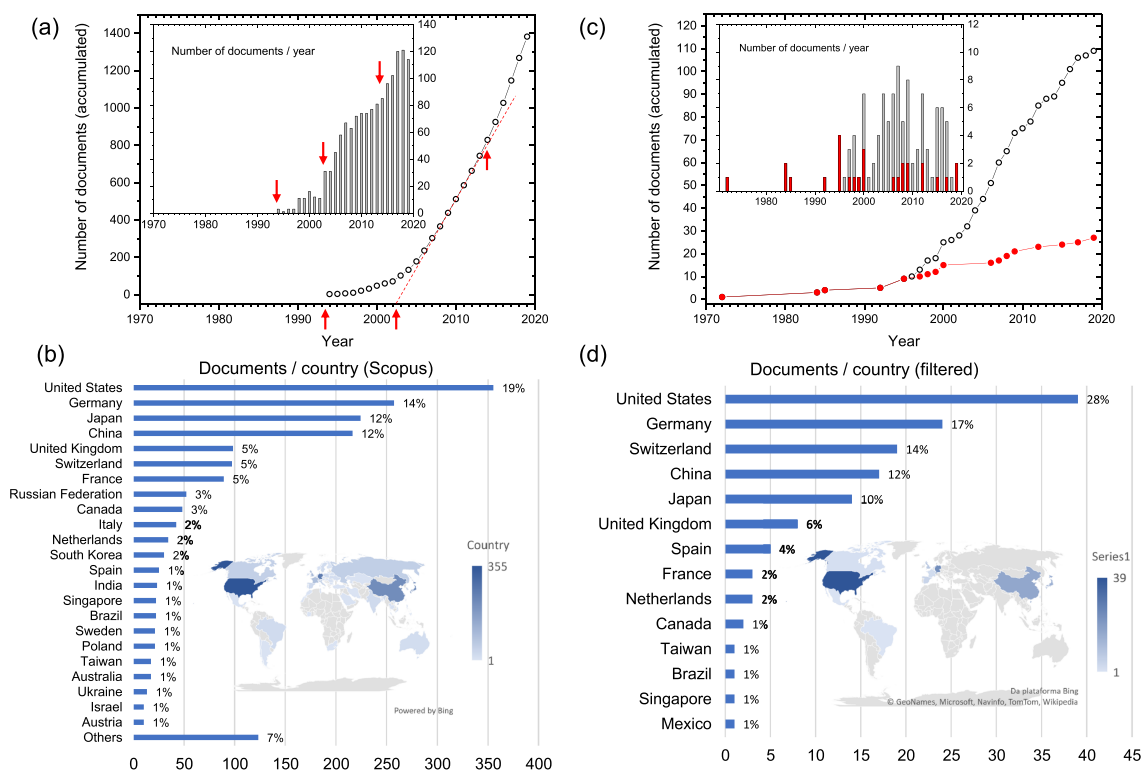 (a)
Number of documents (accumulated)
1400
1200
1000
800
600
400
200
0
1970 1980 1990 2000 2010 2020
Year
Number of documents / year
140
120
100
80
60
40
20
0
1970 1980 1990 2000 2010 2020
(c)
Number of documents (accumulated)
120
110
100
90
80
70
60
50
40
30
20
10
0
1970 1980 1990 2000 2010 2020
Year
Number of documents / year
12
10
8
6
4
2
0
1970 1980 1990 2000 2010 2020
(b)
Documents / country (Scopus)
United States 19%
Germany 14%
Japan 12%
China 12%
United Kingdom 5%
Switzerland 5%
France 5%
Russian Federation 3%
Canada 3%
Italy 2%
Netherlands 2%
South Korea 2%
Spain 1%
India 1%
Singapore 1%
Brazil 1%
Sweden 1%
Poland 1%
Taiwan 1%
Australia 1%
Ukraine 1%
Israel 1%
Austria 1%
Others 7%
0 50 100 150 200 250 300 350 400
Country
355
1
Powered by Bing
(d)
Documents / country (filtered)
United States 28%
Germany 17%
Switzerland 14%
China 12%
Japan 10%
United Kingdom 6%
Spain 4%
France 2%
Netherlands 2%
Canada 1%
Taiwan 1%
Brazil 1%
Singapore 1%
Mexico 1%
0 5 10 15 20 25 30 35 40 45
Series1
39
1
Da plataforma Bing
© GeoNames, Microsoft, Navinfo, TomTom, Wikipedia